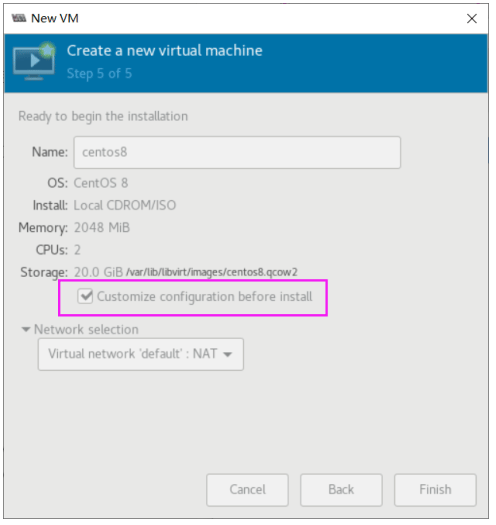 New VM
Create a new virtual machine
Step 5 of 5
Ready to begin the installation
Name: centos8
OS: CentOS 8
Install: Local CDROM/ISO
Memory: 2048 MiB
CPUs: 2
Storage: 20.0 GiB /var/lib/libvirt/images/centos8.qcow2
Customize configuration before install
Network selection
Virtual network 'default' : NAT
Cancel Back Finish